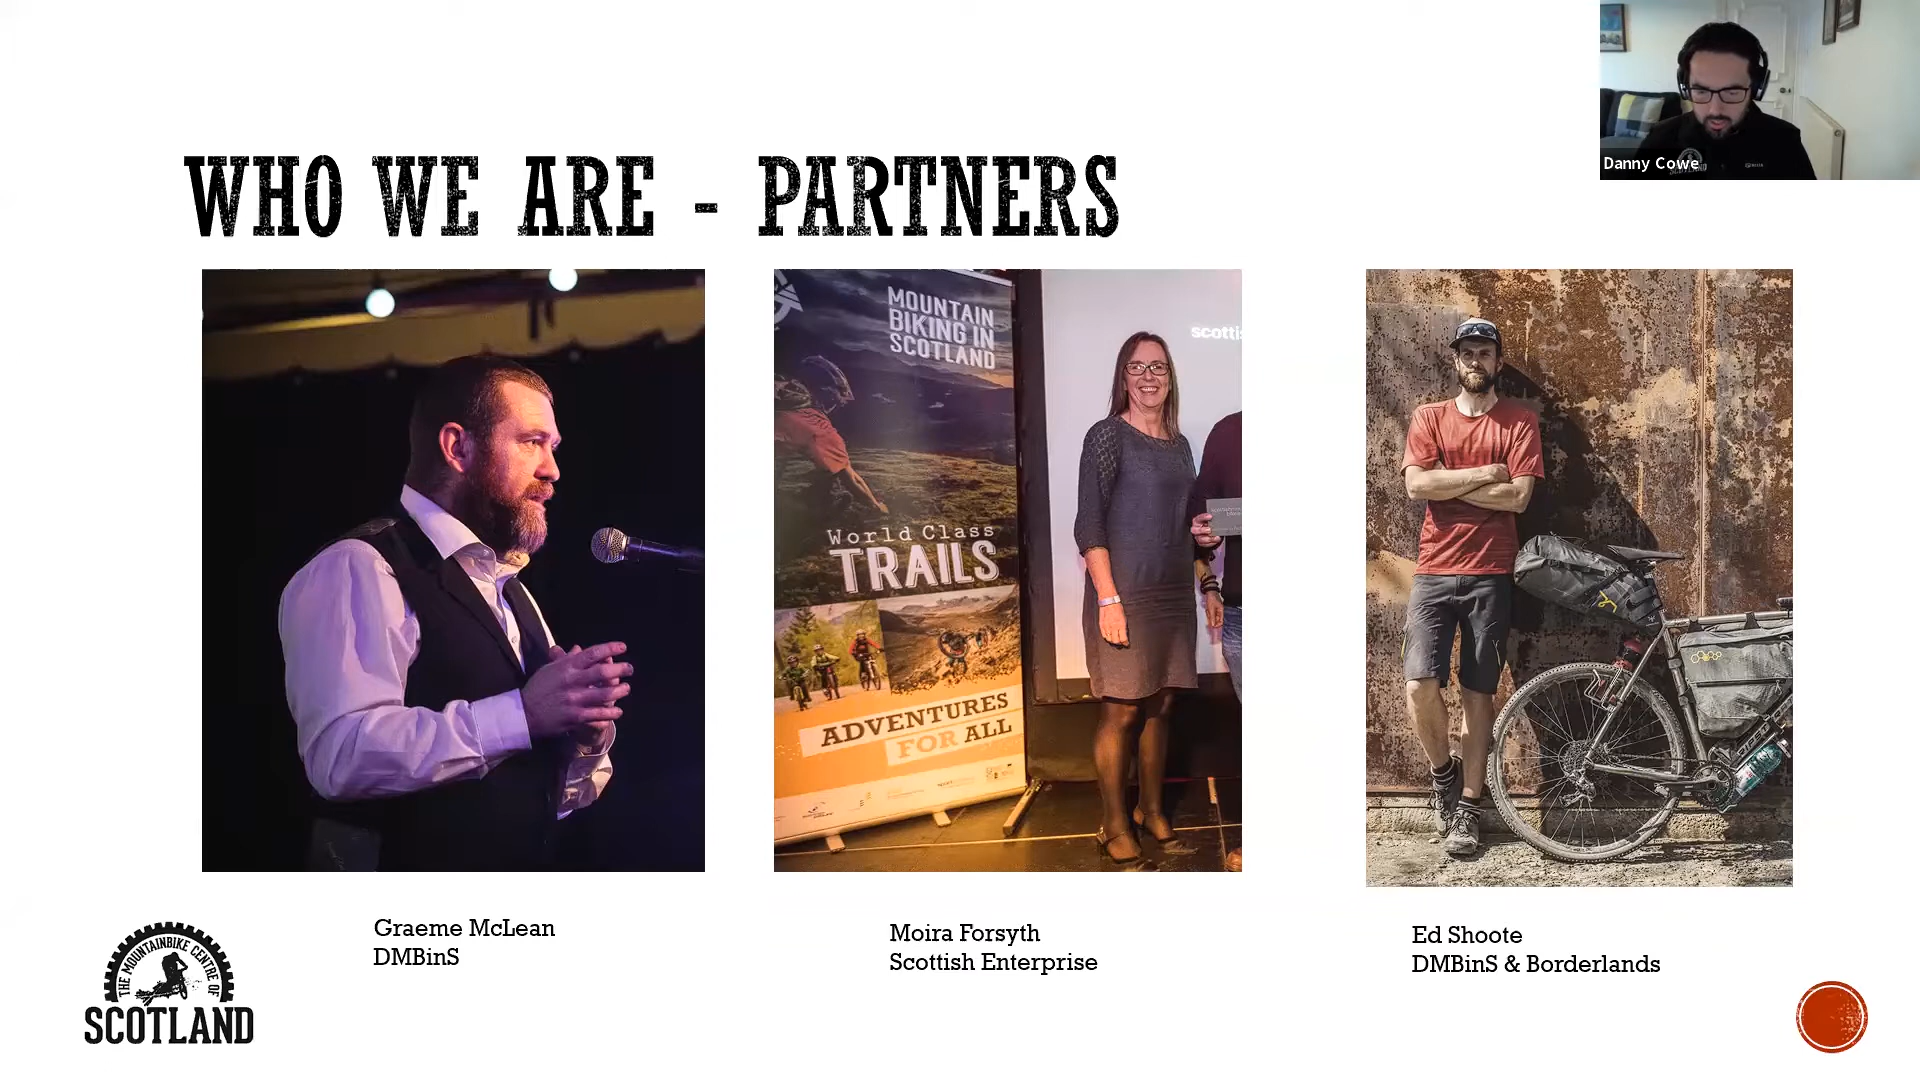 Danny Cowe
WHO WE ARE - PARTNERS
MOUNTAIN
BIKING IN
SCOTLAND
World Class
TRAILS
ADVENTURES
FOR ALL
scotti
Graeme McLean
DMBinS
Moira Forsyth
Scottish Enterprise
Ed Shoote
DMBinS & Borderlands
THE MOUNTAINBIKE CENTRE OF
SCOTLAND